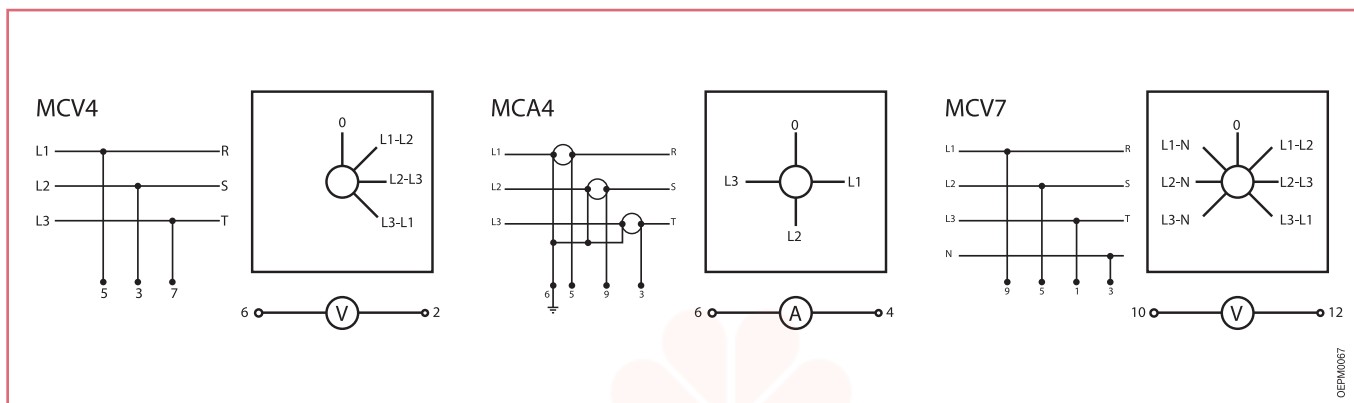 MCV4
L1
R
L2
S
L3
T
5 3 7
0
L1-L2
L2-L3
L3-L1
6 V 2
MCA4
L1
R
L2
S
L3
T
6 5 9 3
0
L3
L1
L2
6 A 4
MCV7
L1
R
L2
S
L3
T
N
9 5 1 3
0
L1-N
L1-L2
L2-N
L2-L3
L3-N
L3-L1
10 V 12
OEPM0067